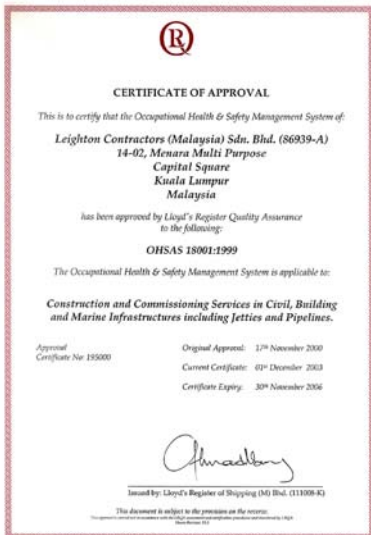 CERTIFICATE OF APPROVAL
This is to certify that the Occupational Health & Safety Management System of:
Leighton Contractors (Malaysia) Sdn. Bhd. (86939-A)
14-02, Menara Multi Purpose
Capital Square
Kuala Lumpur
Malaysia
has been approved by Lloyd's Register Quality Assurance
to the following:
OHSAS 18001:1999
The Occupational Health & Safety Management System is applicable to:
Construction and Commissioning Services in Civil, Building
and Marine Infrastructures including Jetties and Pipelines.
Approval
Certificate No: 195000
Original Approval: 17th November 2000
Current Certificate: 01st December 2003
Certificate Expiry: 30th November 2006
Issued by: Lloyd's Register of Shipping (M) Bhd. (111008-K)
This document is subject to the provision on the reverse.